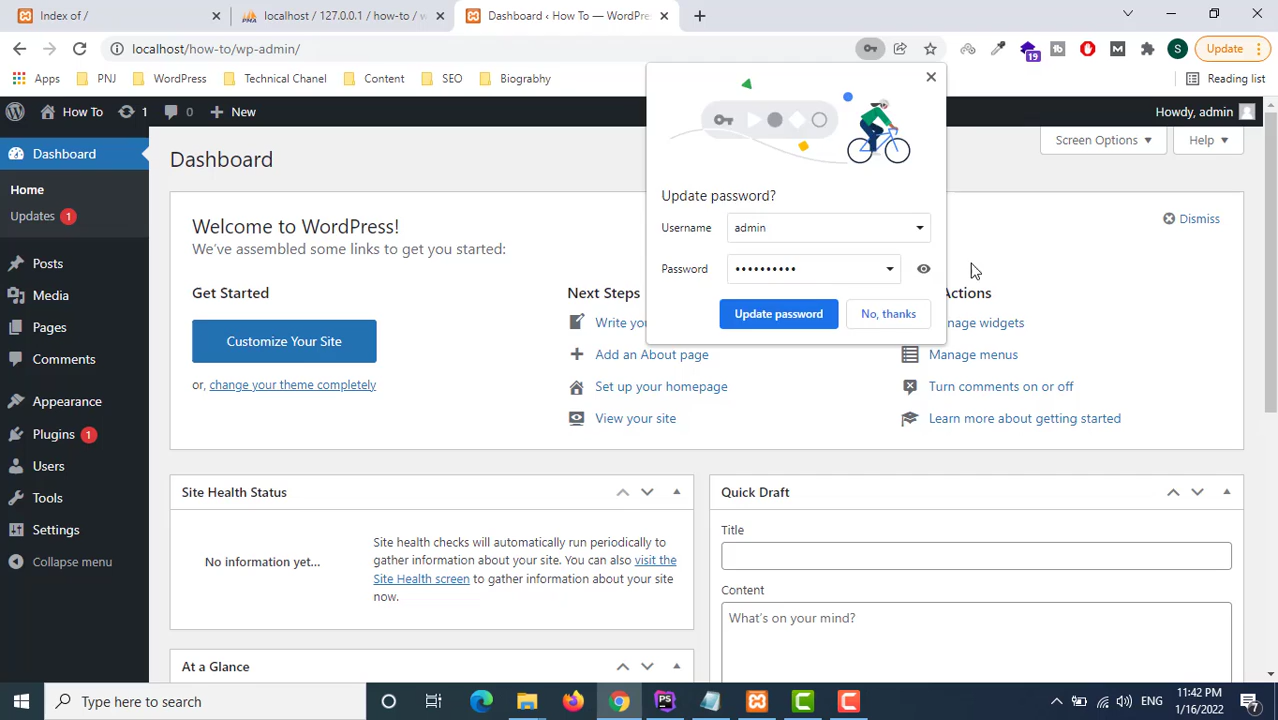 Index of /
localhost / 127.0.0.1 / how-to / w
Dashboard ‹ How To — WordPre
localhost/how-to/wp-admin/
19
S
Update
Apps
PNJ
WordPress
Technical Chanel
Content
SEO
Biograbhy
Reading list
How To
1
0
New
Howdy, admin
Dashboard
Home
Updates 1
Posts
Media
Pages
Comments
Appearance
Plugins 1
Users
Tools
Settings
Collapse menu
Dashboard
Screen Options
Help
Welcome to WordPress!
We've assembled some links to get you started:
Dismiss
Get Started
Customize Your Site
or, change your theme completely
Next Steps
Write you
Add an About page
Set up your homepage
View your site
Actions
nage widgets
Manage menus
Turn comments on or off
Learn more about getting started
Update password?
Username
admin
Password
••••••••••
Update password
No, thanks
Site Health Status
No information yet...
Site health checks will automatically run periodically to
gather information about your site. You can also visit the
Site Health screen to gather information about your site
now.
At a Glance
Quick Draft
Title
Content
What's on your mind?
Type here to search
ENG
11:42 PM
1/16/2022
7